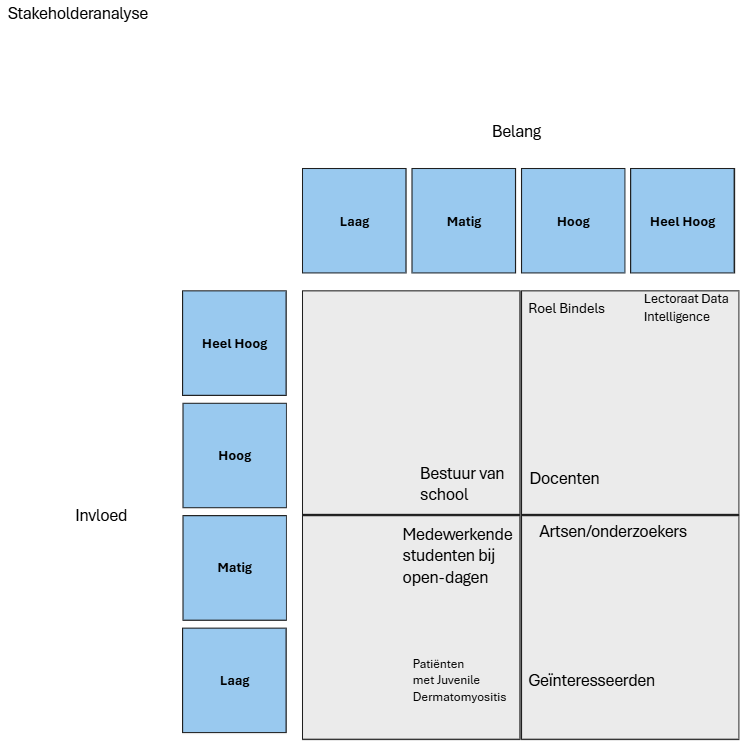 Stakeholderanalyse
Belang
Laag
Matig
Hoog
Heel Hoog
Heel Hoog
Roel Bindels
Lectoraat Data
Intelligence
Hoog
Bestuur van
school
Docenten
Invloed
Matig
Medewerkende
studenten bij
open-dagen
Artsen/onderzoekers
Laag
Patiënten
met Juvenile
Dermatomyositis
Geïnteresseerden